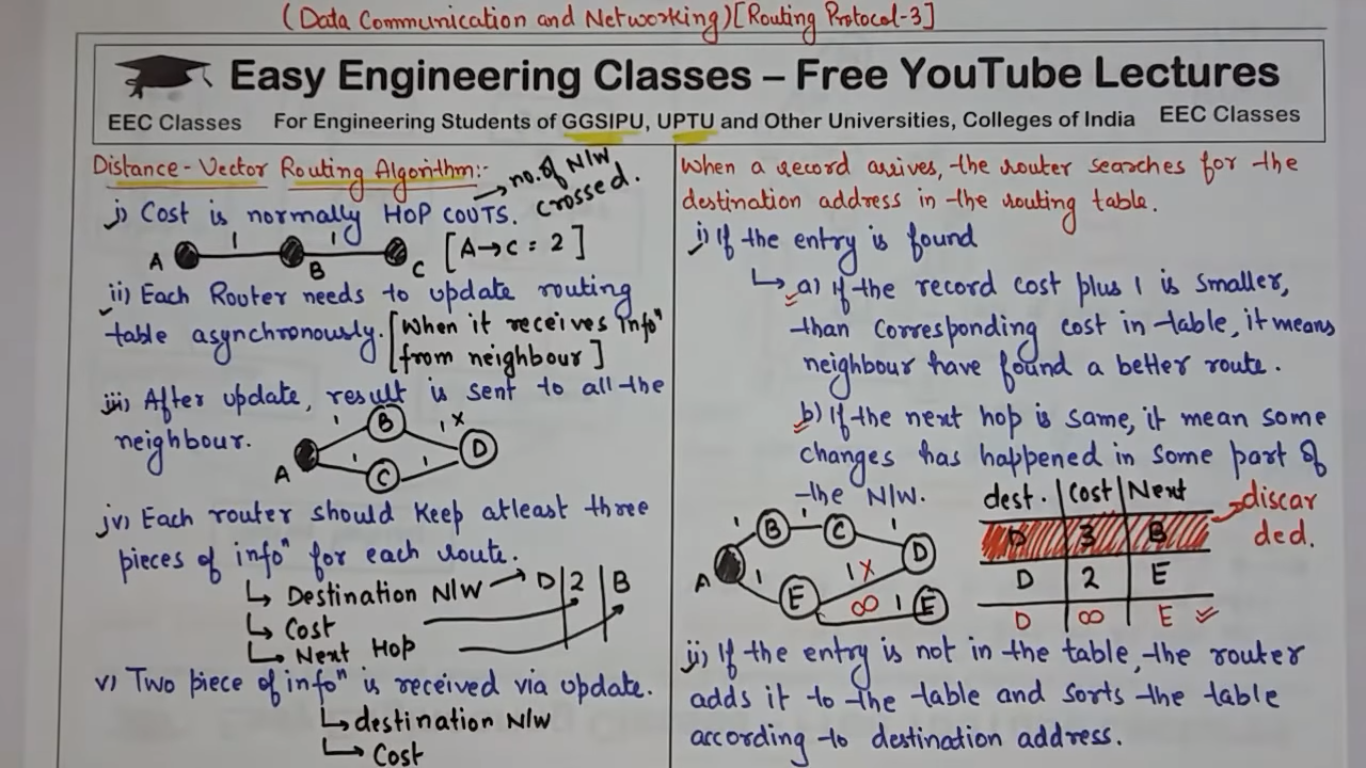 (Data Communication and Networking) [Routing Protocol-3]
Easy Engineering Classes – Free YouTube Lectures
EEC Classes For Engineering Students of GGSIPU, UPTU and Other Universities, Colleges of India EEC Classes
Distance-Vector Routing Algorithm:-
i) Cost is normally HOP COUTS. → no. of N/W crossed.
A 1 B 1 C [A→C = 2]
ii) Each Router needs to update routing
table asynchronously. [When it receives infoⁿ
from neighbour]
iii) After update, result is sent to all the
neighbour.
A 1 B 1 x D 1 C 1
iv) Each router should keep atleast three
pieces of infoⁿ for each route.
↳ Destination N/W → D | 2 | B
↳ Cost
↳ Next Hop
v) Two piece of infoⁿ is received via update.
↳ destination N/W
↳ Cost
When a record arrives, the router searches for the
destination address in the routing table.
i) If the entry is found
↳ a) if the record cost plus 1 is smaller,
than corresponding cost in table, it means
neighbour have found a better route.
b) If the next hop is same, it mean some
changes has happened in some part of
the N/W.
A 1 B 1 C 1 D 1 E 1 x ∞ 1 E
dest. | Cost | Next
D 3 B → discar
ded.
D 2 E
D ∞ E ✓
ii) If the entry is not in the table, the router
adds it to the table and sorts the table
according to destination address.